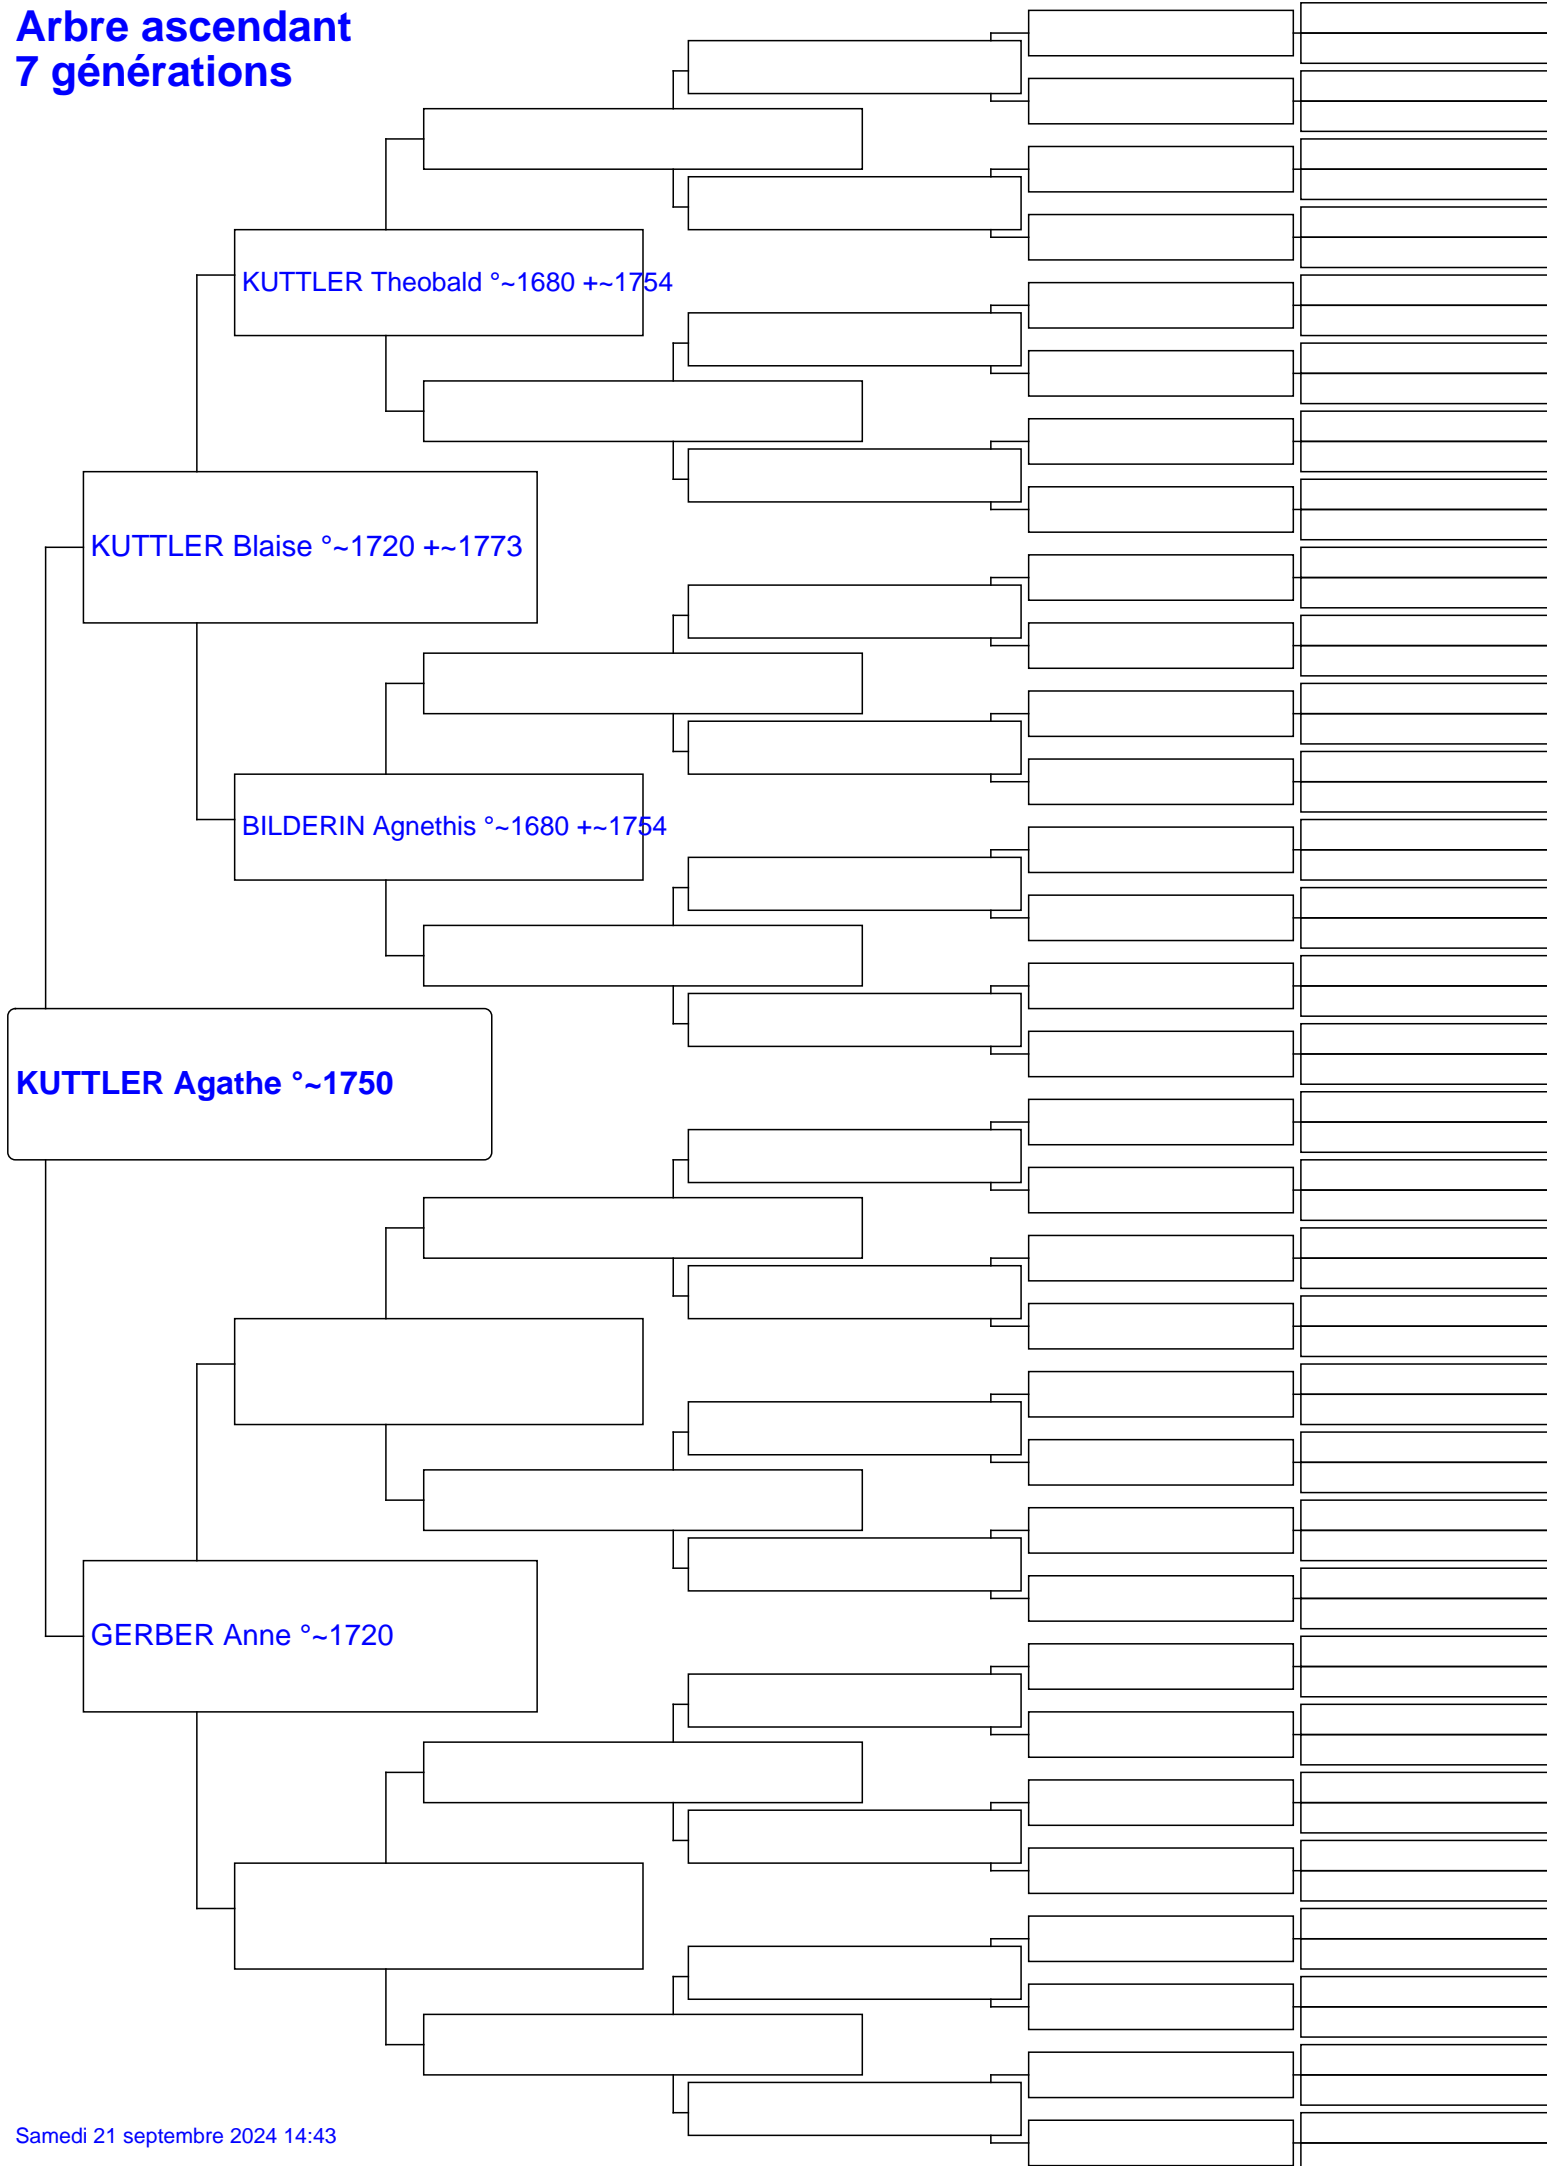 Arbre ascendant
7 générations
KUTTLER Theobald °~1680 +~1754
KUTTLER Blaise °~1720 +~1773
BILDERIN Agnethis °~1680 +~1754
KUTTLER Agathe °~1750
GERBER Anne °~1720
Samedi 21 septembre 2024 14:43